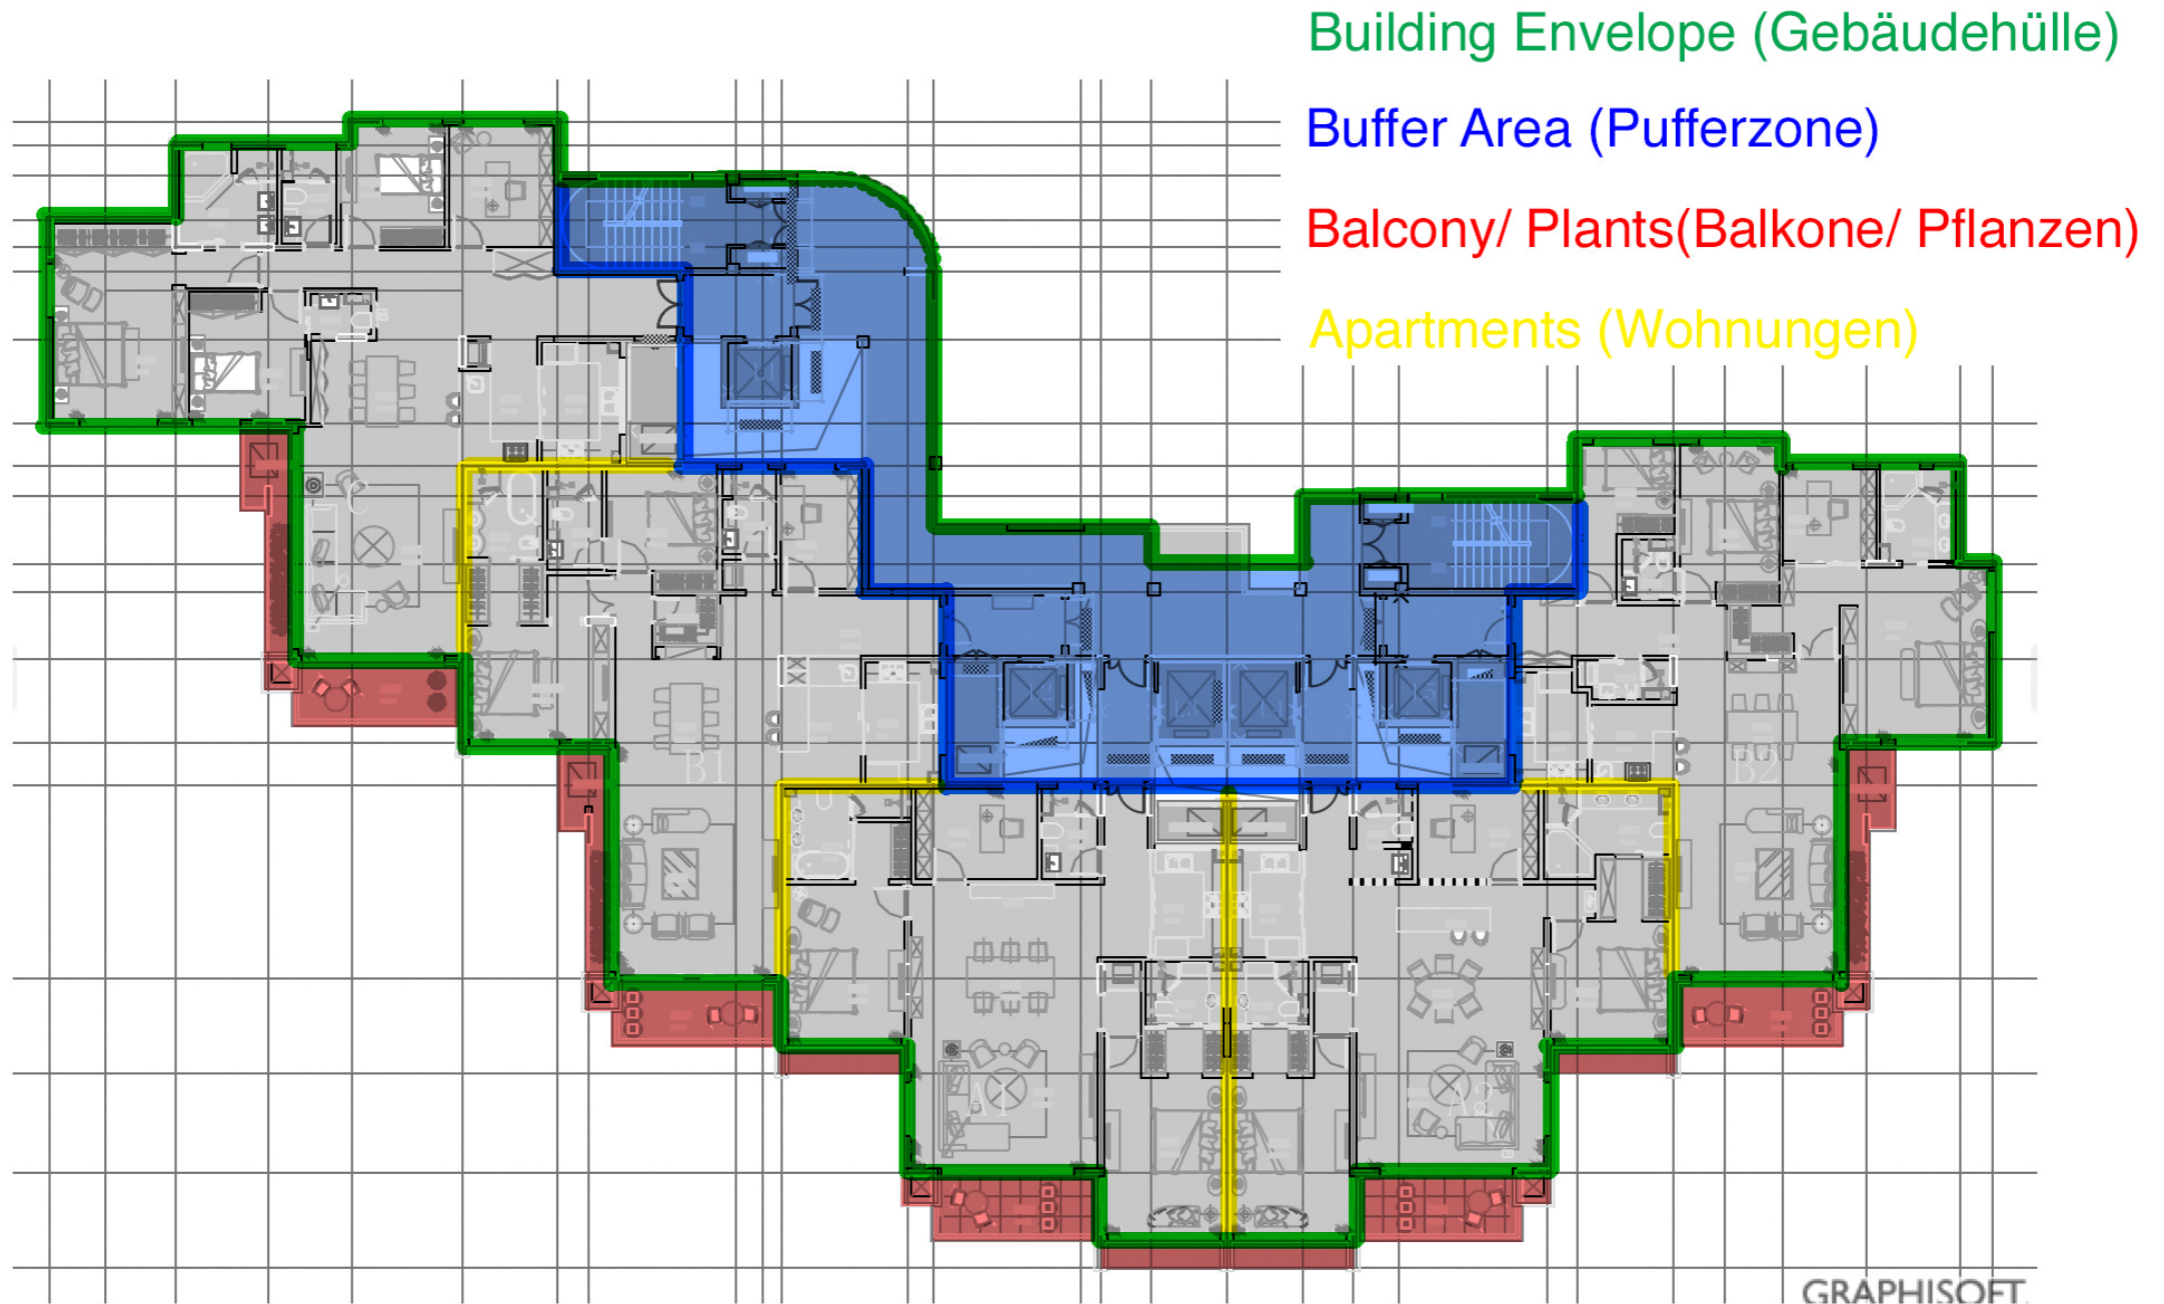 Building Envelope (Gebäudehülle)
Buffer Area (Pufferzone)
Balcony/ Plants(Balkone/ Pflanzen)
Apartments (Wohnungen)
C
B1
B2
A1
A2
GRAPHISOFT.